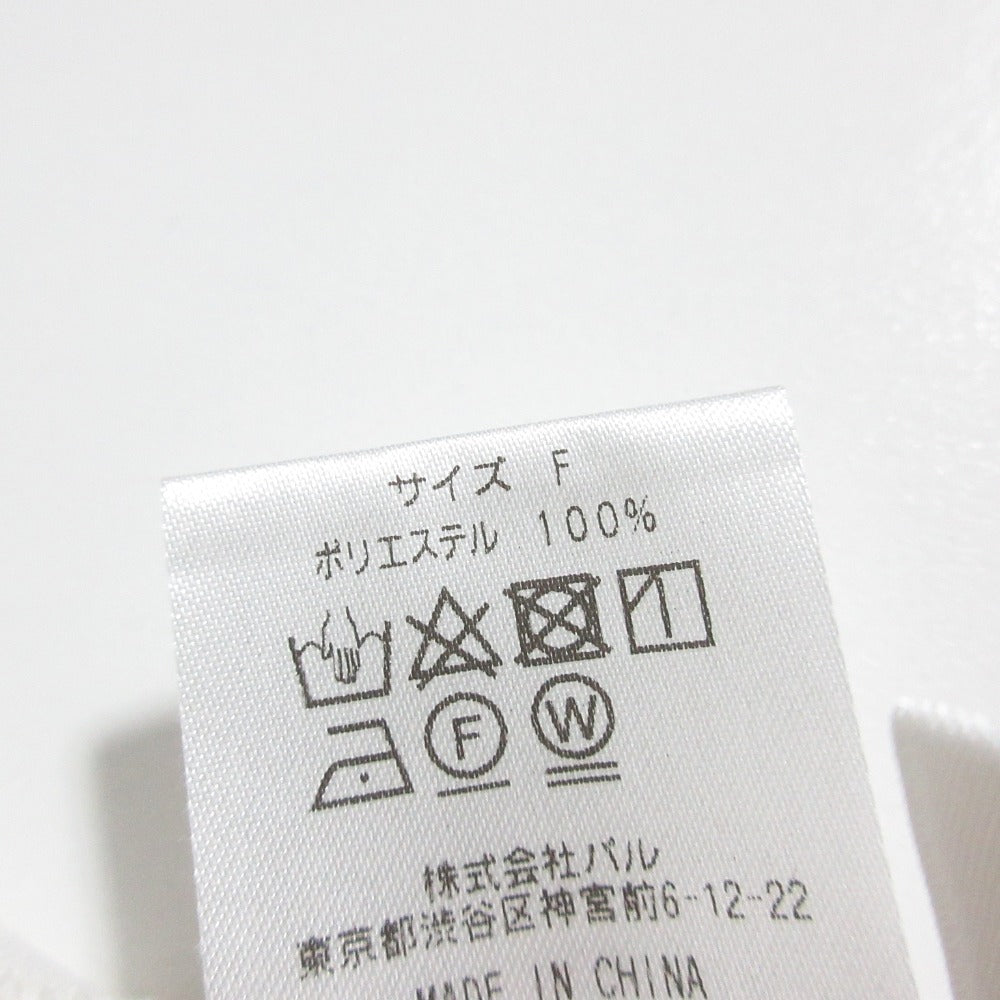 サイズ F
ポリエステル 100%
F W
株式会社パル
東京都渋谷区神宮前6-12-22
MADE IN CHINA